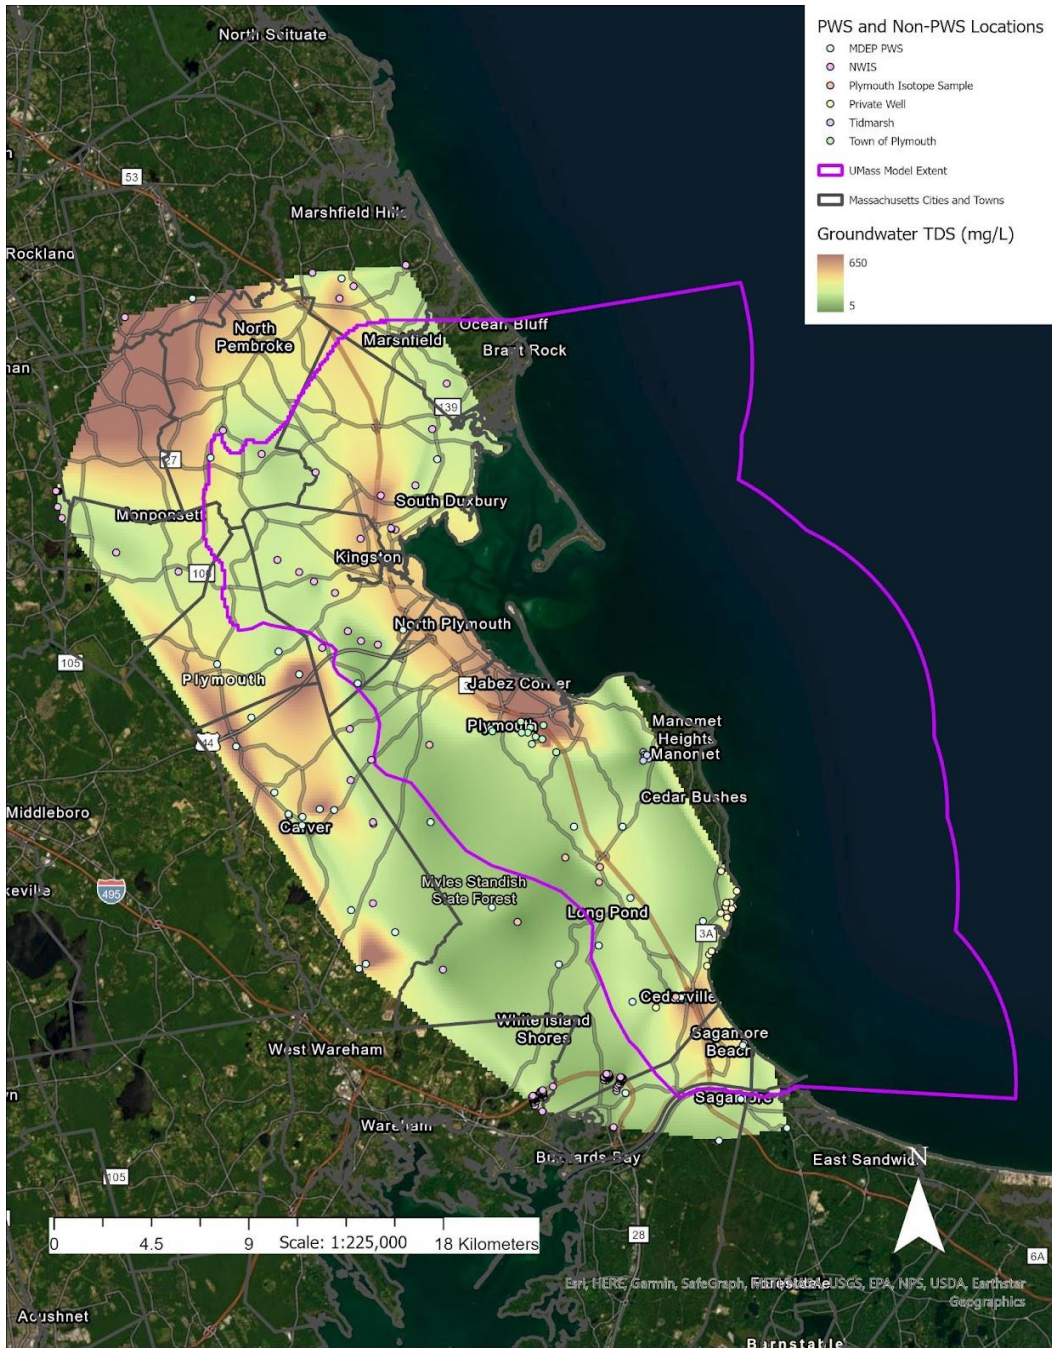 North Scituate
PWS and Non-PWS Locations
MDEP PWS
NWIS
Plymouth Isotope Sample
Private Well
Tidmarsh
Town of Plymouth
UMass Model Extent
Massachusetts Cities and Towns
Groundwater TDS (mg/L)
650
5
53
Marshfield Hills
Rockland
North
Pembroke
Marshfield
Ocean Bluff
Brant Rock
139
27
South Duxbury
Monponsett
Kingston
106
North Plymouth
105
Plymouth
3
Jabez Corner
Plymouth
Manomet
Heights
Manomet
44
Cedar Bushes
Middleboro
Carver
495
Myles Standish
State Forest
Long Pond
3A
Cedarville
White Island
Shores
Sagamore
Beach
West Wareham
Sagamore
Wareham
Buzzards Bay
East Sandwich
N
105
0
4.5
9
Scale: 1:225,000
18 Kilometers
28
6A
Forestdale
Geographics
Acushnet
Barnstable